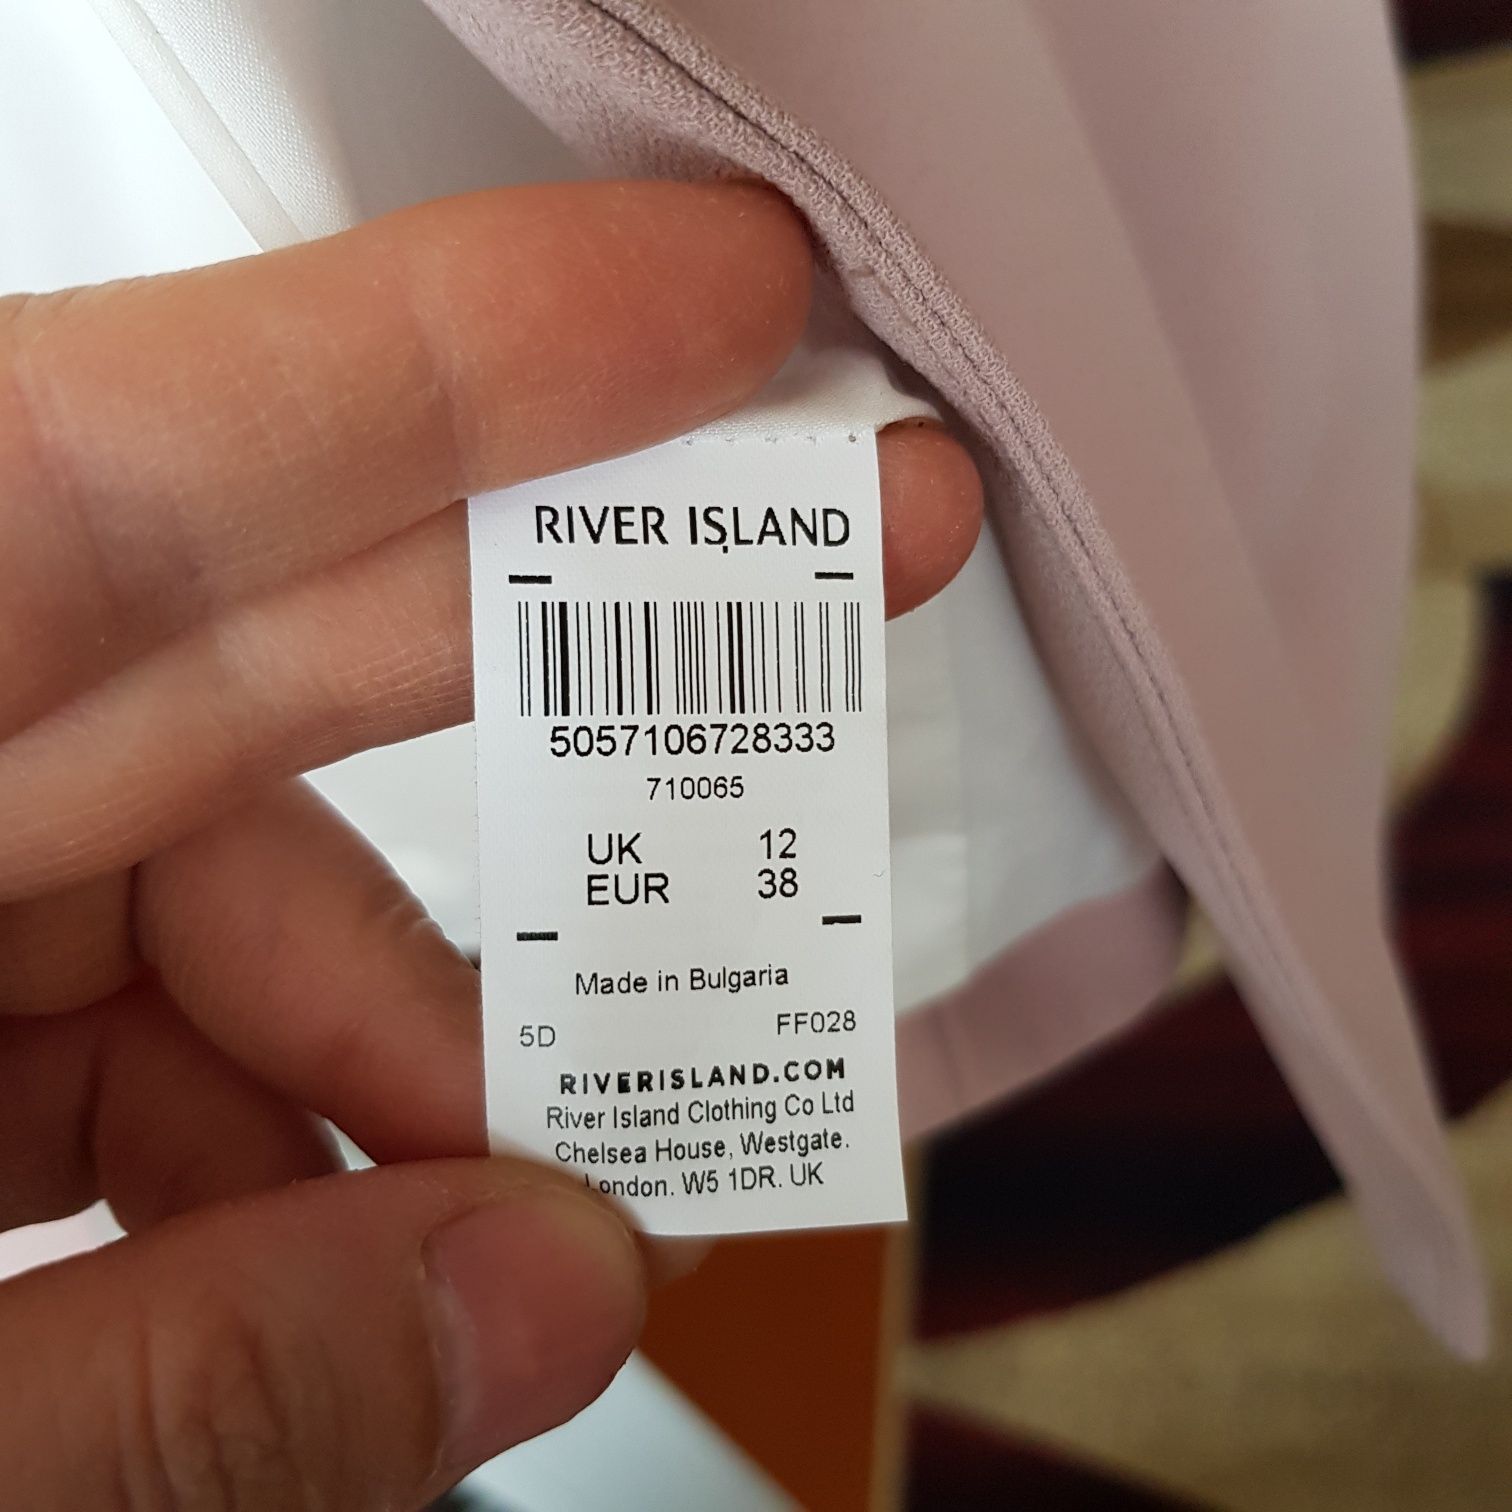 RIVER ISLAND
5057106728333
710065
UK 12
EUR 38
Made in Bulgaria
5D FF028
RIVERISLAND.COM
River Island Clothing Co Ltd
Chelsea House, Westgate.
London. W5 1DR. UK